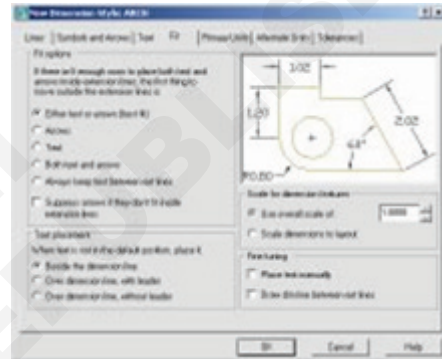 New Dimension Style: ARCH
Lines Symbols and Arrows Text Fit Primary Units Alternate Units Tolerances
Fit options
If there isn't enough room to place both text and
arrows inside extension lines, the first thing to
move outside the extension lines is:
Either text or arrows (best fit)
Arrows
Text
Both text and arrows
Always keep text between ext lines
Suppress arrows if they don't fit inside
extension lines
Text placement
When text is not in the default position, place it:
Beside the dimension line
Over dimension line, with leader
Over dimension line, without leader
1.02
1.20
2.02
60°
R0.80
Scale for dimension features
Use overall scale of:
1.0000
Scale dimensions to layout
Fine tuning
Place text manually
Draw dim line between ext lines
OK Cancel Help